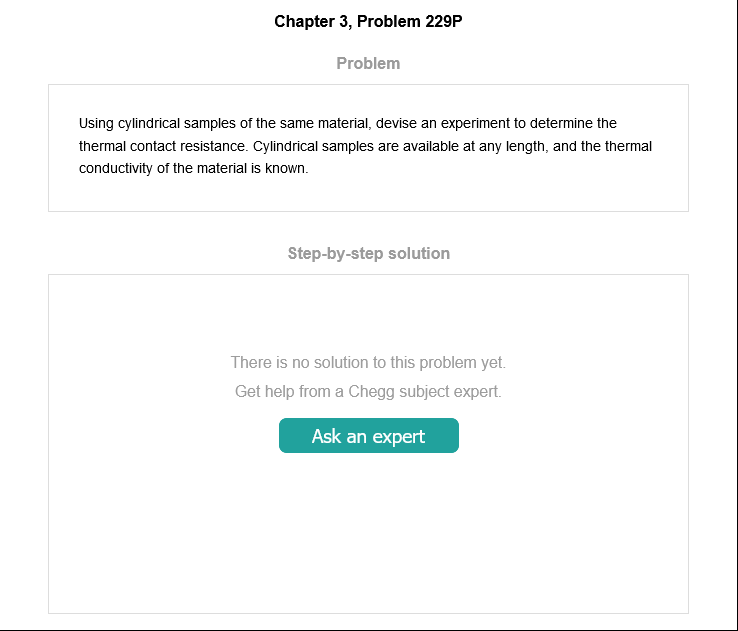 Chapter 3, Problem 229P
Problem
Using cylindrical samples of the same material, devise an experiment to determine the
thermal contact resistance. Cylindrical samples are available at any length, and the thermal
conductivity of the material is known.
Step-by-step solution
There is no solution to this problem yet.
Get help from a Chegg subject expert.
Ask an expert